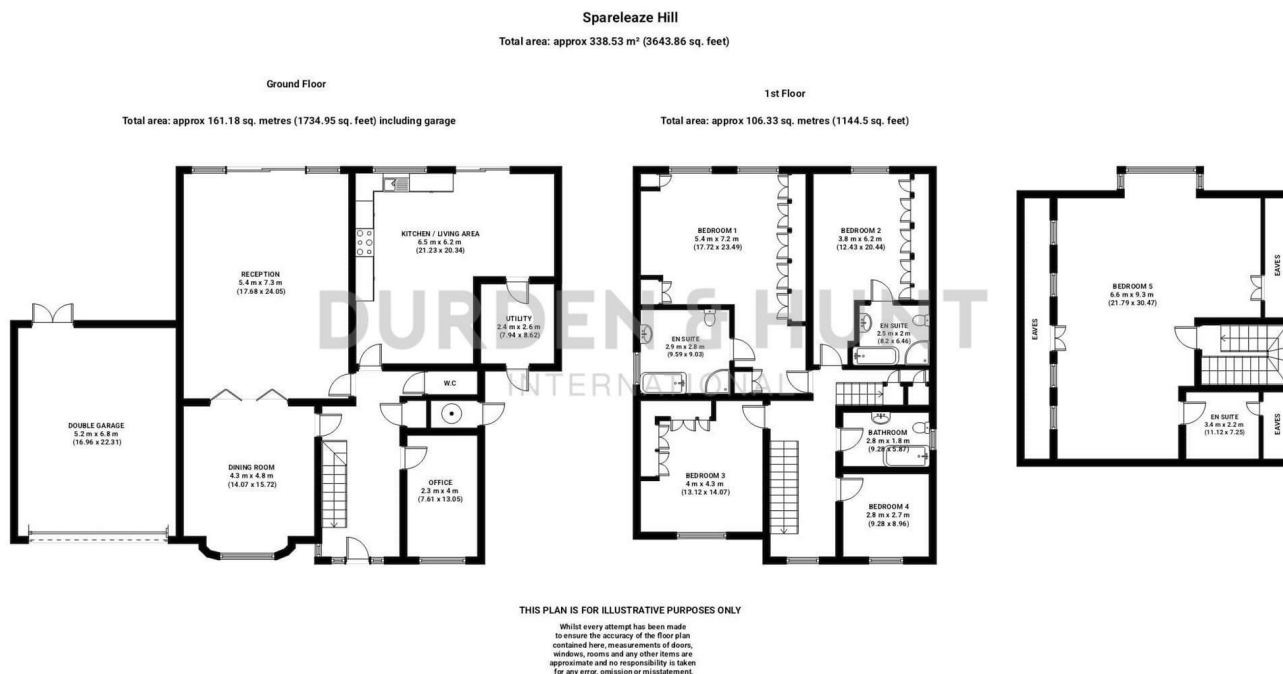 Spareleaze Hill
Total area: approx 338.53 m² (3643.86 sq. feet)
Ground Floor
Total area: approx 161.18 sq. metres (1734.95 sq. feet) including garage
1st Floor
Total area: approx 106.33 sq. metres (1144.5 sq. feet)
RECEPTION
5.4 m x 7.3 m
(17.68 x 24.05)
KITCHEN / LIVING AREA
6.5 m x 6.2 m
(21.23 x 20.34)
UTILITY
2.4 m x 2.6 m
(7.94 x 8.62)
W.C
DOUBLE GARAGE
5.2 m x 6.8 m
(16.96 x 22.31)
DINING ROOM
4.3 m x 4.8 m
(14.07 x 15.72)
OFFICE
2.3 m x 4 m
(7.61 x 13.05)
BEDROOM 1
5.4 m x 7.2 m
(17.72 x 23.49)
BEDROOM 2
3.8 m x 6.2 m
(12.43 x 20.44)
EN SUITE
2.9 m x 2.8 m
(9.59 x 9.03)
EN SUITE
2.5 m x 2 m
(8.2 x 6.46)
BATHROOM
2.8 m x 1.8 m
(9.28 x 5.87)
BEDROOM 3
4 m x 4.3 m
(13.12 x 14.07)
BEDROOM 4
2.8 m x 2.7 m
(9.28 x 8.96)
EAVES
BEDROOM 5
6.6 m x 9.3 m
(21.79 x 30.47)
EAVES
EN SUITE
3.4 m x 2.2 m
(11.12 x 7.25)
EAVES
DURDEN & HUNT
INTERNATIONAL
THIS PLAN IS FOR ILLUSTRATIVE PURPOSES ONLY
Whilst every attempt has been made
to ensure the accuracy of the floor plan
contained here, measurements of doors,
windows, rooms and any other items are
approximate and no responsibility is taken
for any error, omission or misstatement.